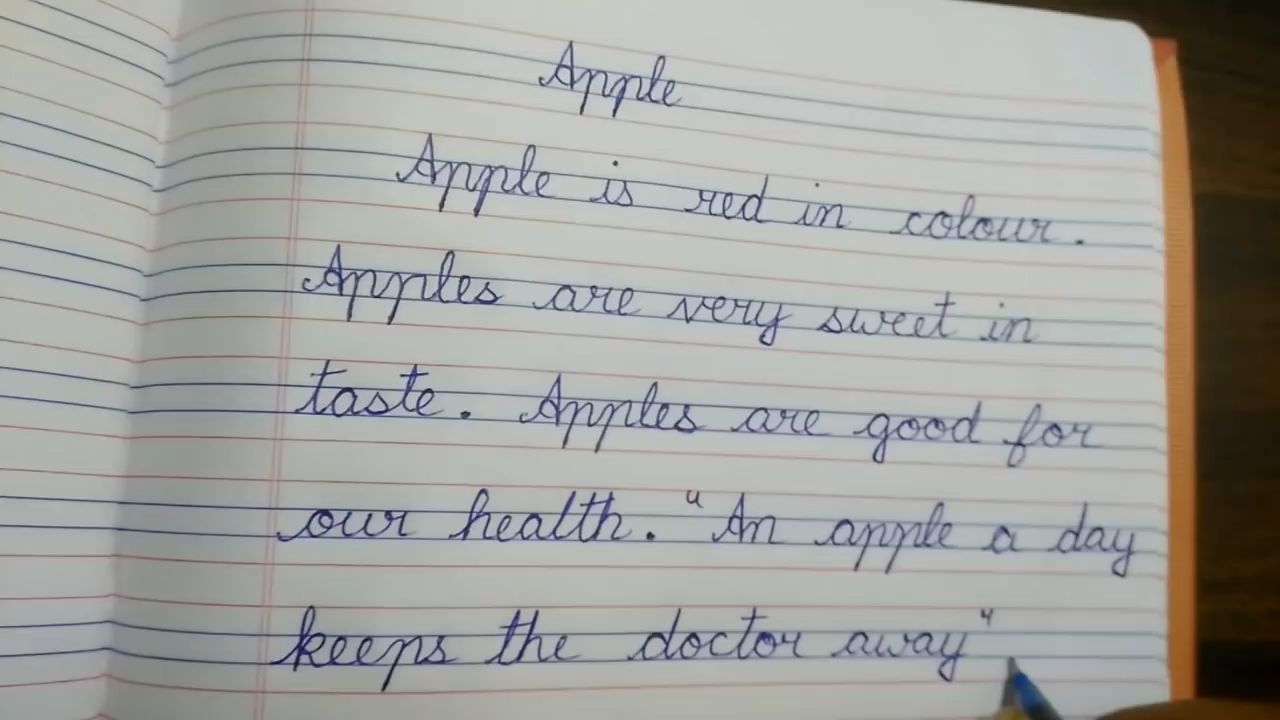 Apple
Apple is red in colour.
Apples are very sweet in
taste. Apples are good for
our health. "An apple a day
keeps the doctor away"